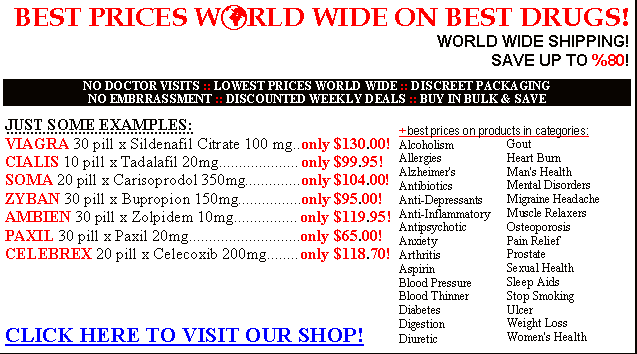 BEST PRICES WORLD WIDE ON BEST DRUGS!
WORLD WIDE SHIPPING!
SAVE UP TO %80!
NO DOCTOR VISITS :: LOWEST PRICES WORLD WIDE :: DISCREET PACKAGING
NO EMBRRASSMENT :: DISCOUNTED WEEKLY DEALS :: BUY IN BULK & SAVE
JUST SOME EXAMPLES:
VIAGRA 30 pill x Sildenafil Citrate 100 mg..only $130.00!
CIALIS 10 pill x Tadalafil 20mg....................only $99.95!
SOMA 20 pill x Carisoprodol 350mg..............only $104.00!
ZYBAN 30 pill x Bupropion 150mg...............only $95.00!
AMBIEN 30 pill x Zolpidem 10mg.................only $119.95!
PAXIL 30 pill x Paxil 20mg............................only $65.00!
CELEBREX 20 pill x Celecoxib 200mg........only $118.70!
CLICK HERE TO VISIT OUR SHOP!
+best prices on products in categories:
Alcoholism
Allergies
Alzheimer's
Antibiotics
Anti-Depressants
Anti-Inflammatory
Antipsychotic
Anxiety
Arthritis
Aspirin
Blood Pressure
Blood Thinner
Diabetes
Digestion
Diuretic
Gout
Heart Burn
Man's Health
Mental Disorders
Migraine Headache
Muscle Relaxers
Osteoporosis
Pain Relief
Prostate
Sexual Health
Sleep Aids
Stop Smoking
Ulcer
Weight Loss
Women's Health